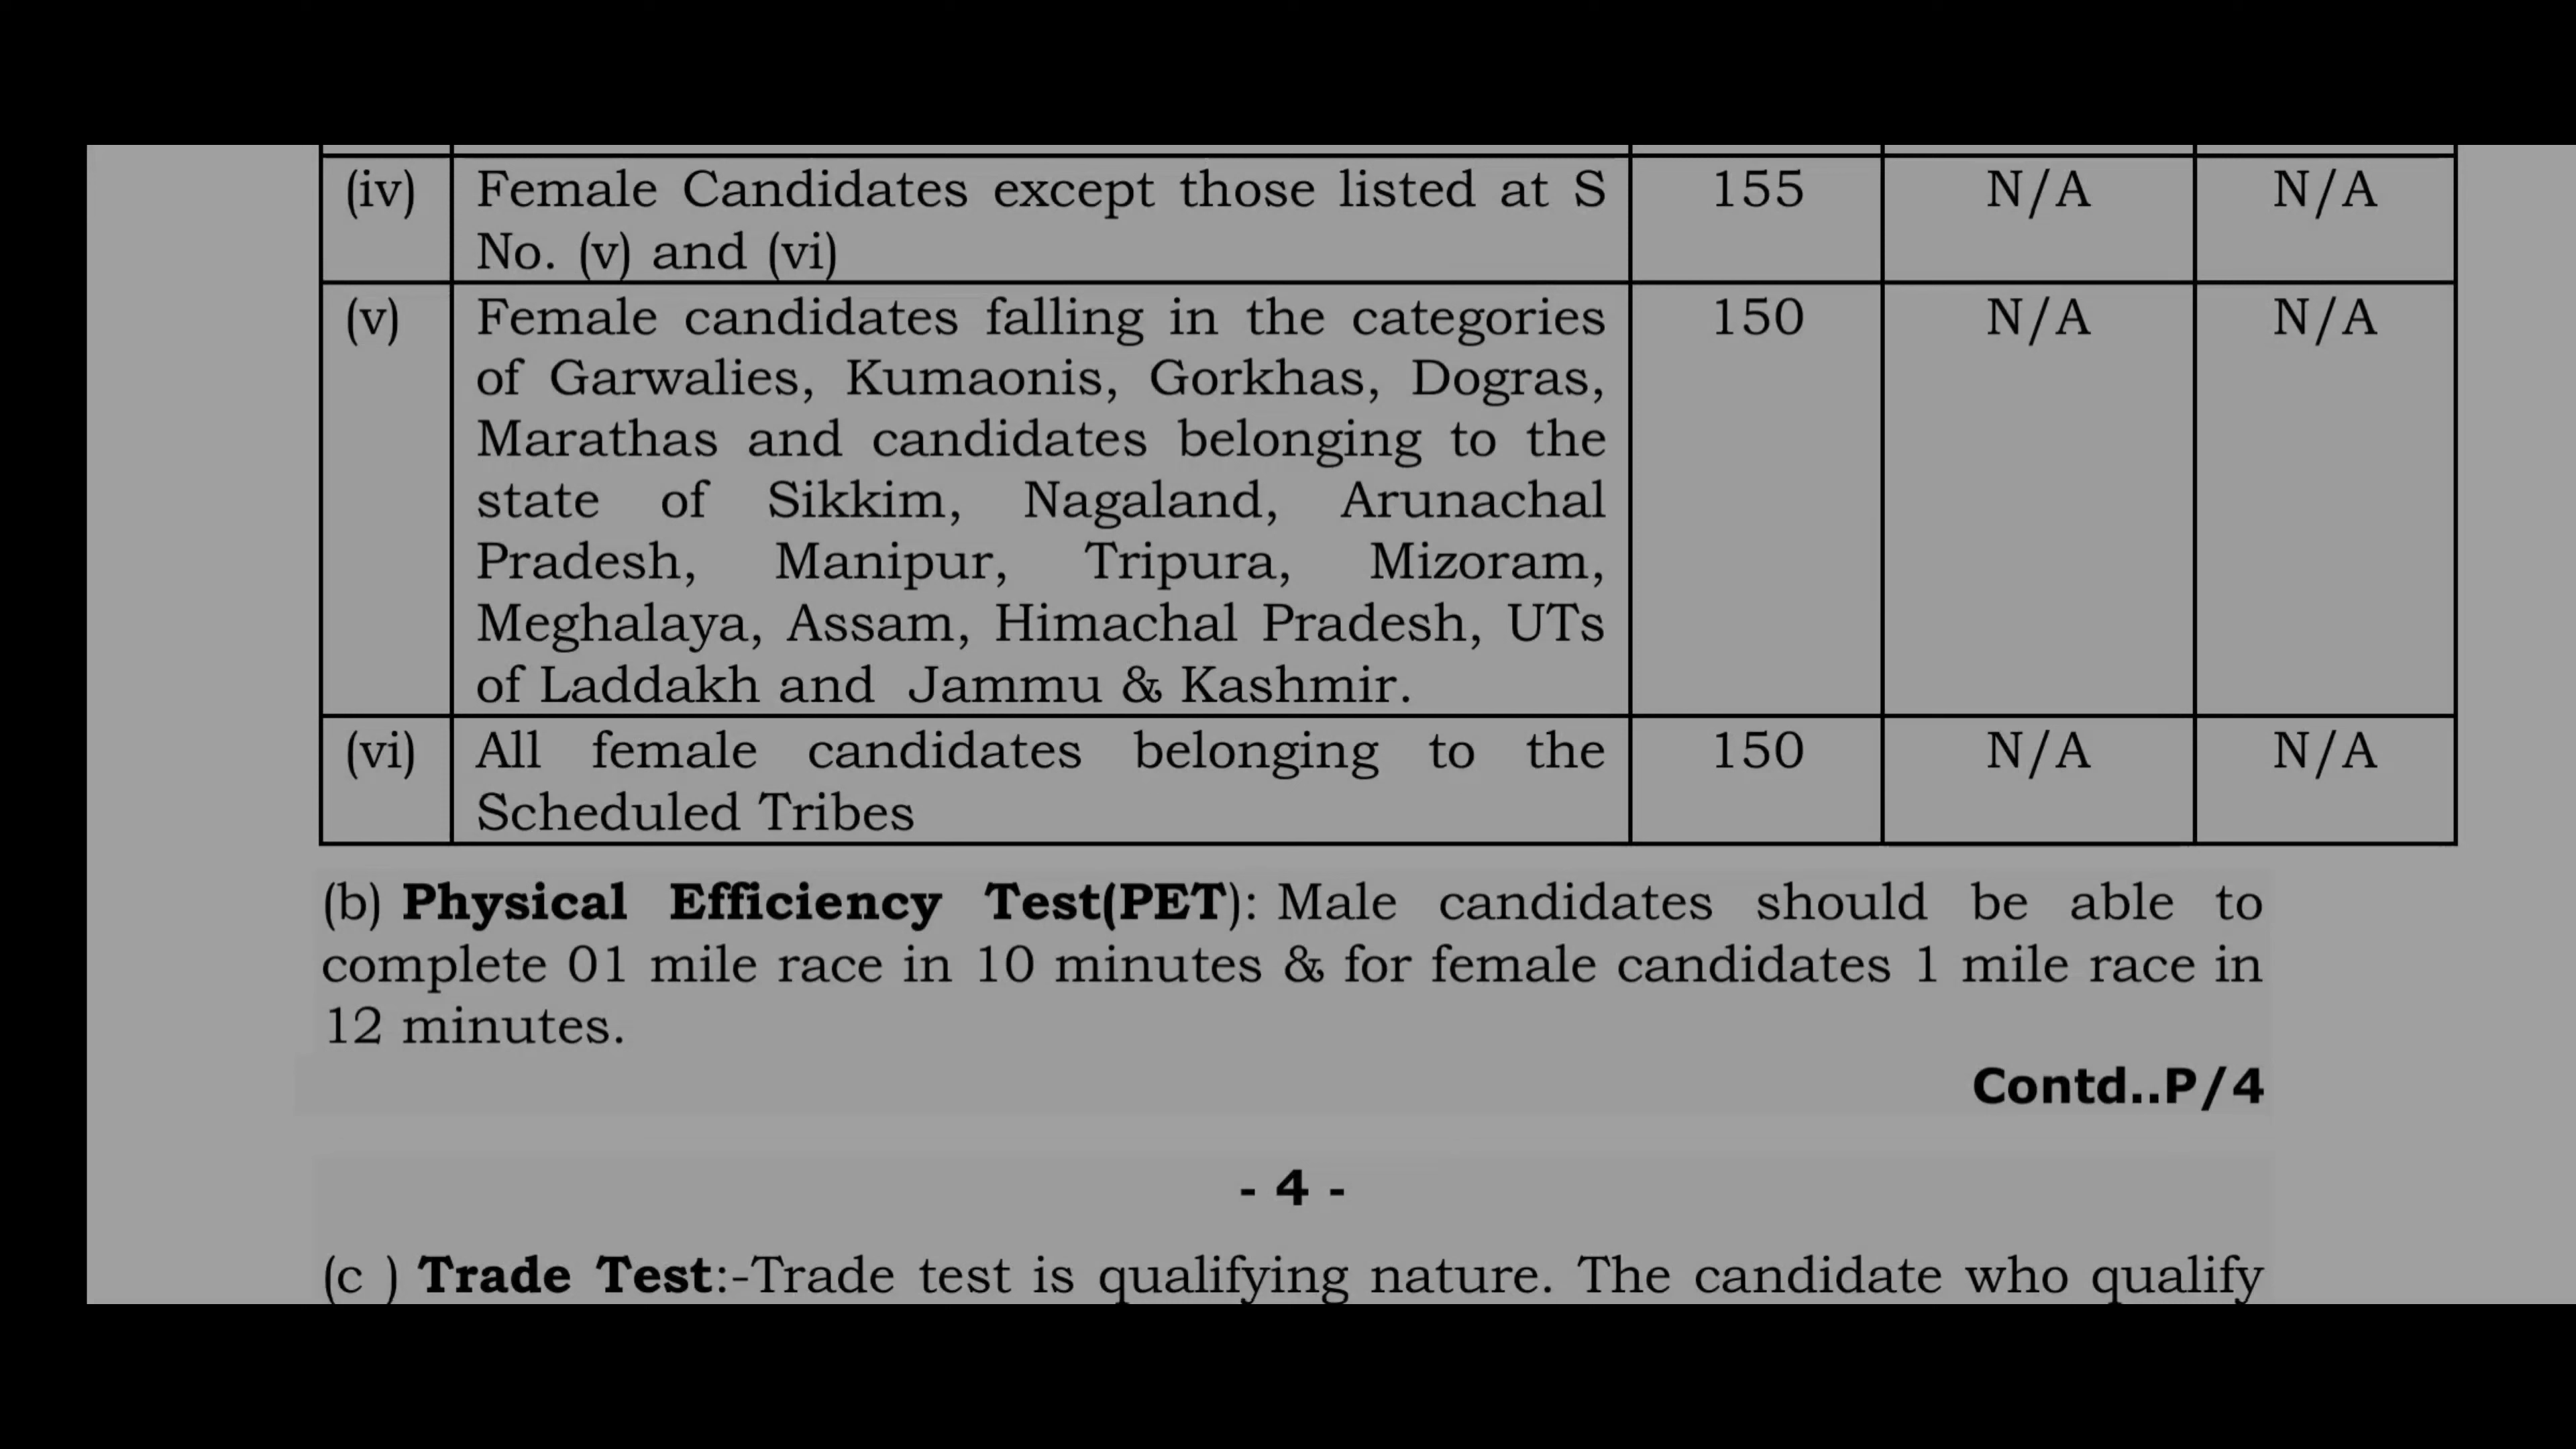 (iv) Female Candidates except those listed at S 155 N/A N/A
No. (v) and (vi)
(v) Female candidates falling in the categories 150 N/A N/A
of Garwalies, Kumaonis, Gorkhas, Dogras,
Marathas and candidates belonging to the
state of Sikkim, Nagaland, Arunachal
Pradesh, Manipur, Tripura, Mizoram,
Meghalaya, Assam, Himachal Pradesh, UTs
of Laddakh and Jammu & Kashmir.
(vi) All female candidates belonging to the 150 N/A N/A
Scheduled Tribes
(b) Physical Efficiency Test(PET): Male candidates should be able to
complete 01 mile race in 10 minutes & for female candidates 1 mile race in
12 minutes.
Contd..P/4
- 4 -
(c ) Trade Test:-Trade test is qualifying nature. The candidate who qualify